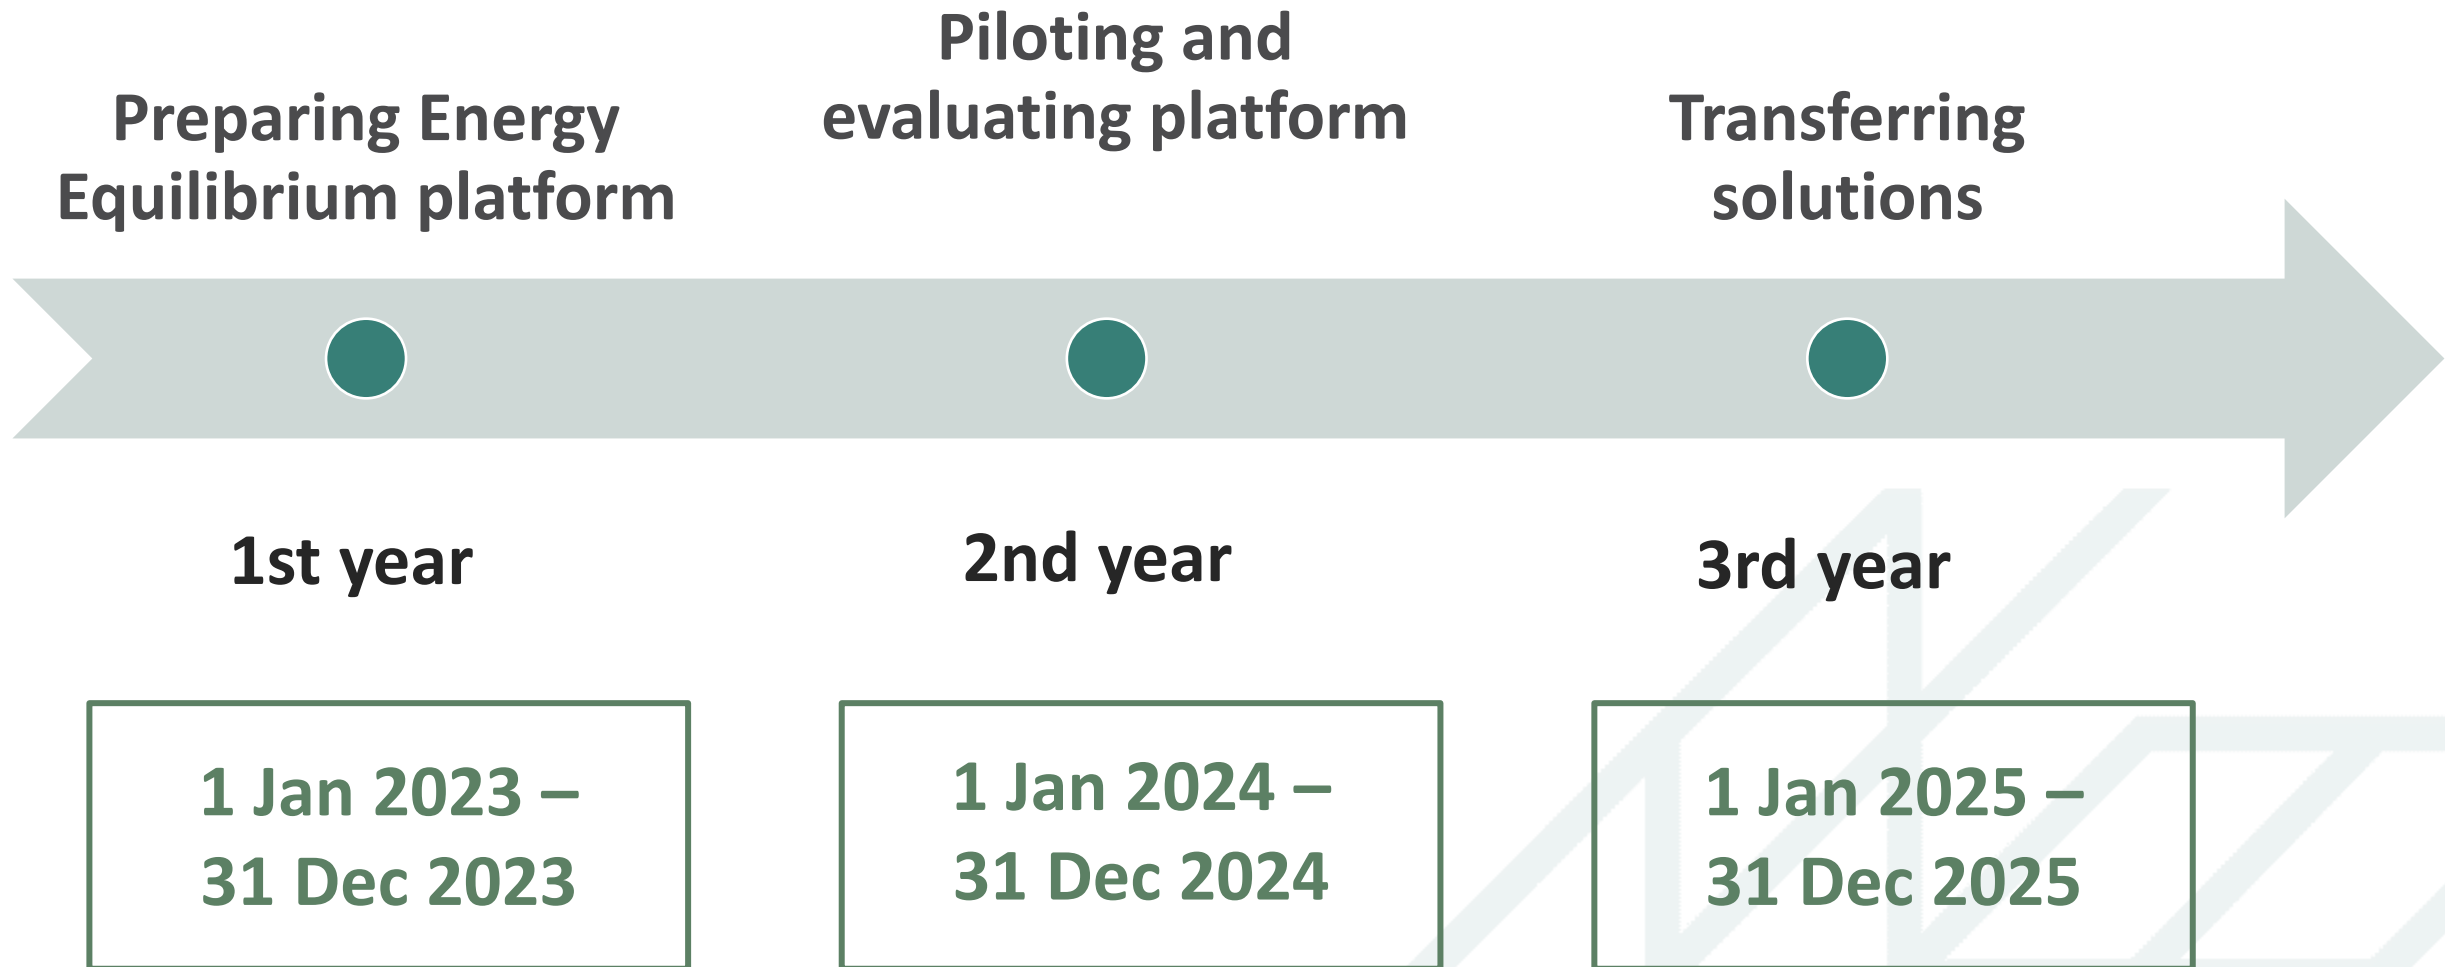 Preparing Energy
Equilibrium platform
Piloting and
evaluating platform
Transferring
solutions
1st year
2nd year
3rd year
1 Jan 2023 –
31 Dec 2023
1 Jan 2024 –
31 Dec 2024
1 Jan 2025 –
31 Dec 2025